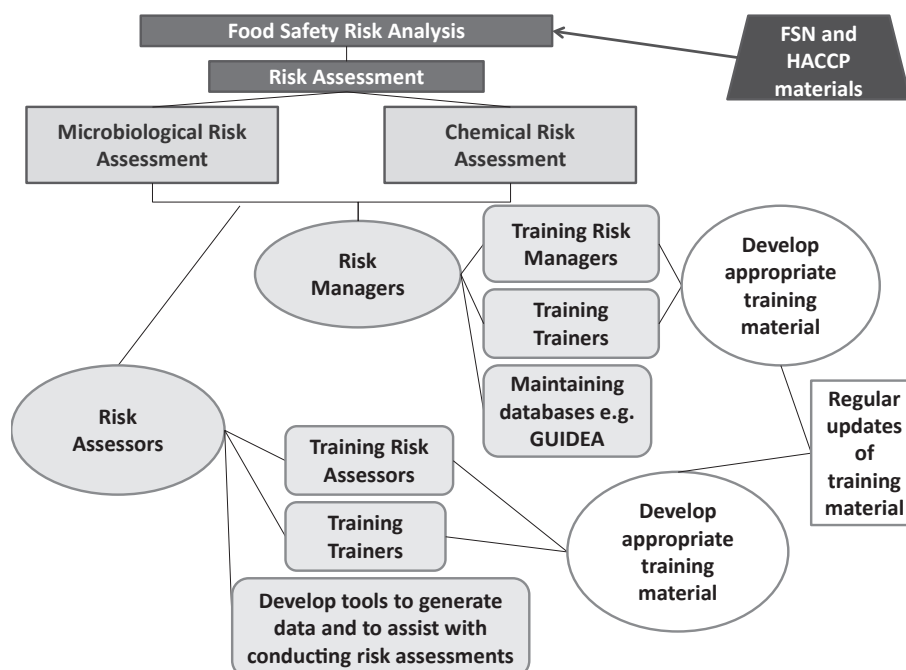 Food Safety Risk Analysis
FSN and
HACCP
materials
Risk Assessment
Microbiological Risk
Assessment
Chemical Risk
Assessment
Risk
Managers
Training Risk
Managers
Training
Trainers
Maintaining
databases e.g.
GUIDEA
Develop
appropriate
training
material
Regular
updates
of
training
material
Risk
Assessors
Training Risk
Assessors
Training
Trainers
Develop tools to generate
data and to assist with
conducting risk assessments
Develop
appropriate
training
material